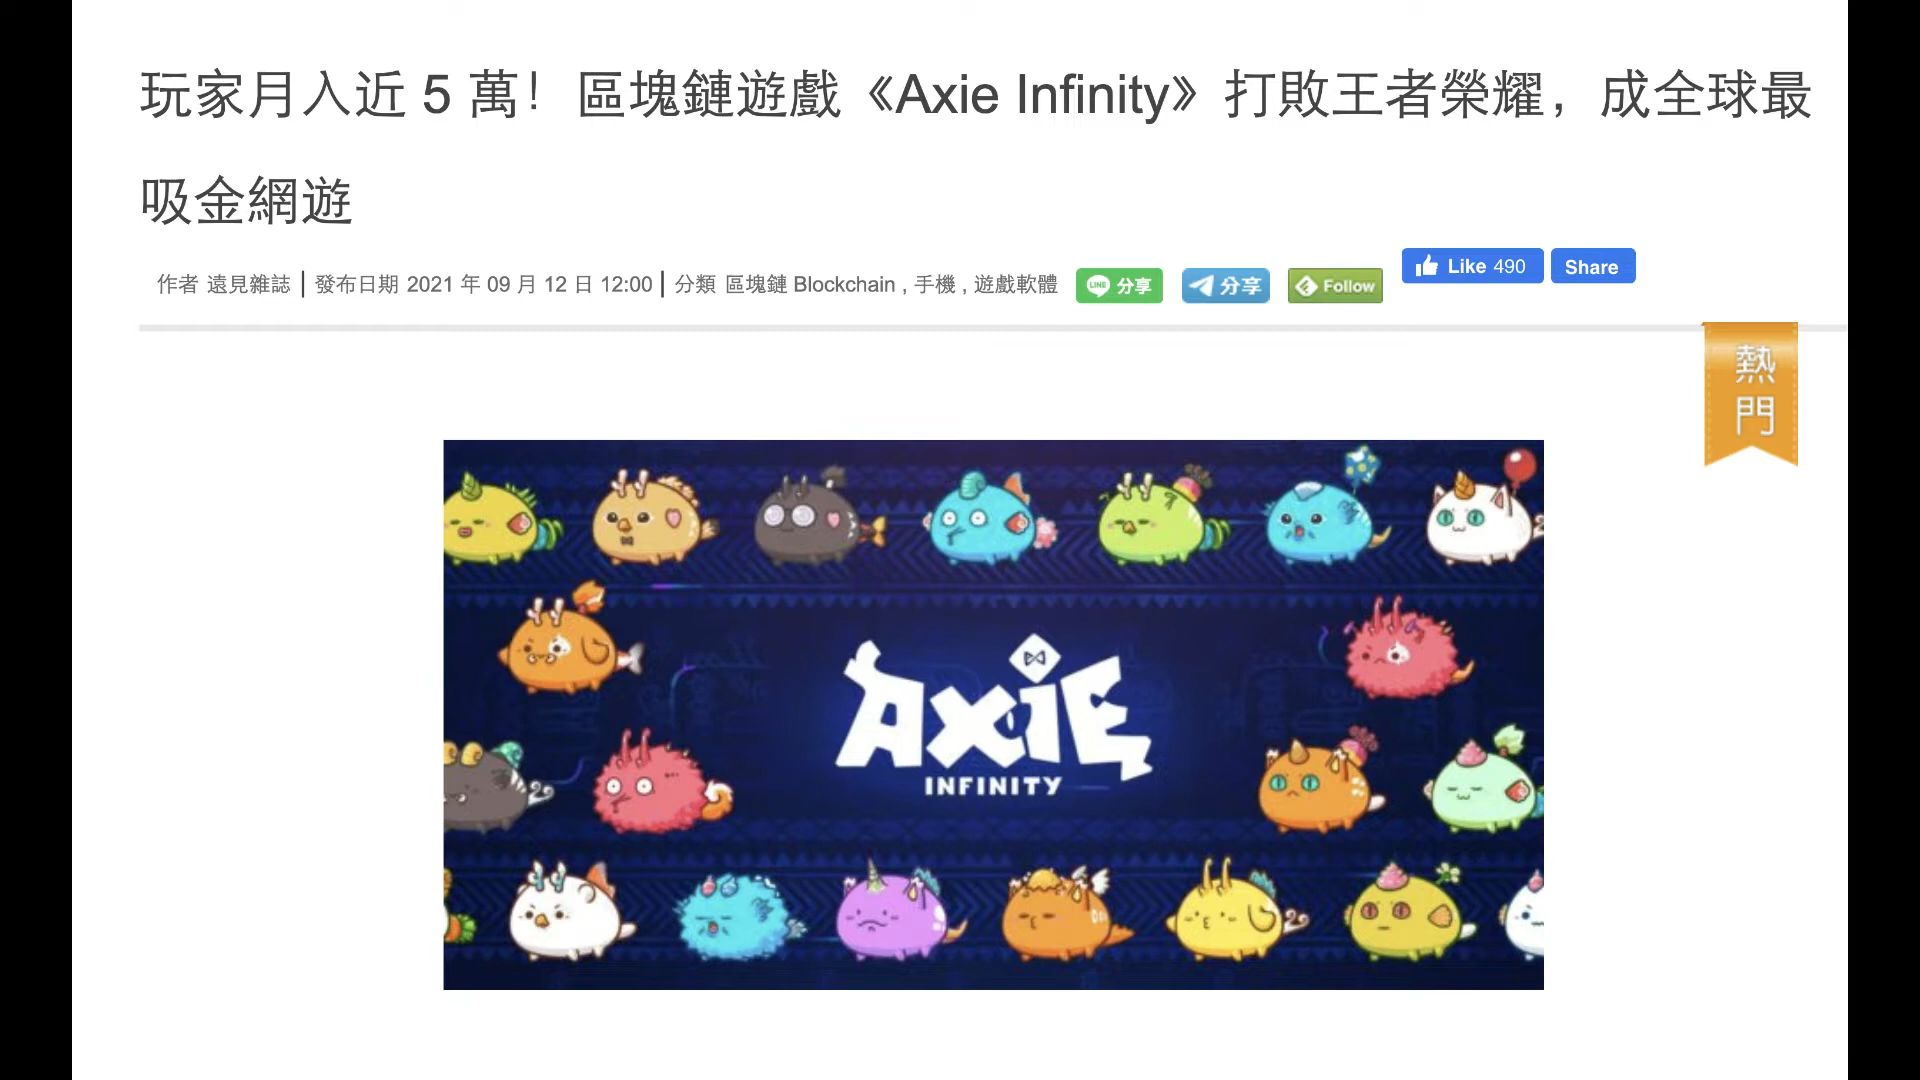 玩家月入近 5 萬！區塊鏈遊戲《Axie Infinity》打敗王者榮耀，成全球最
吸金網遊
作者 遠見雜誌 | 發布日期 2021 年 09 月 12 日 12:00 | 分類 區塊鏈 Blockchain , 手機 , 遊戲軟體 LINE 分享 分享 Follow Like 490 Share
熱
門
AXIE
INFINITY